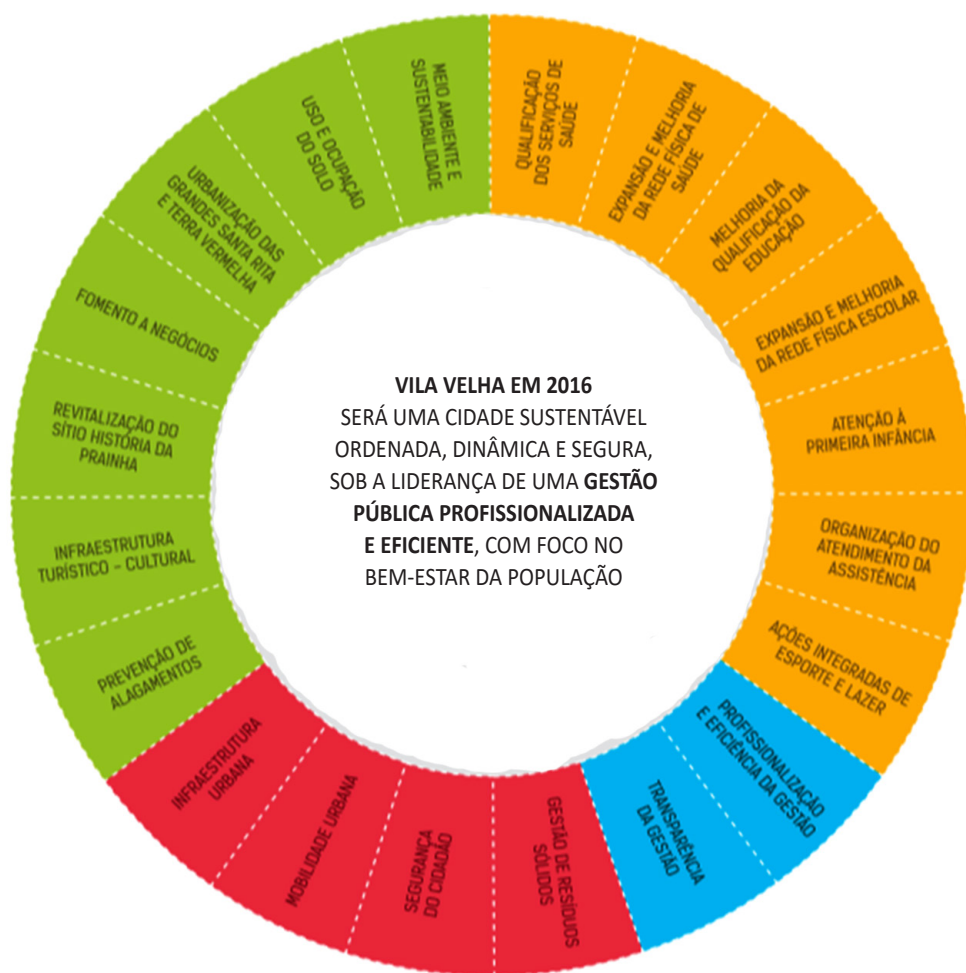 MEIO AMBIENTE E
SUSTENTABILIDADE
QUALIFICAÇÃO
DOS SERVIÇOS DE
SAÚDE
EXPANSÃO E MELHORIA
DA REDE FÍSICA DE
SAÚDE
MELHORIA DA
QUALIFICAÇÃO DA
EDUCAÇÃO
EXPANSÃO E MELHORIA
DA REDE FÍSICA ESCOLAR
ATENÇÃO À
PRIMEIRA INFÂNCIA
ORGANIZAÇÃO DO
ATENDIMENTO DA
ASSISTÊNCIA
AÇÕES INTEGRADAS DE
ESPORTE E LAZER
PROFISSIONALIZAÇÃO
E EFICIÊNCIA DA GESTÃO
TRANSPARÊNCIA
DA GESTÃO
GESTÃO DE RESÍDUOS
SÓLIDOS
SEGURANÇA
DO CIDADÃO
MOBILIDADE URBANA
INFRAESTRUTURA
URBANA
PREVENÇÃO DE
ALAGAMENTOS
INFRAESTRUTURA
TURÍSTICO – CULTURAL
REVITALIZAÇÃO DO
SÍTIO HISTÓRIA DA
PRAINHA
FOMENTO A NEGÓCIOS
URBANIZAÇÃO DAS
GRANDES SANTA RITA
E TERRA VERMELHA
USO E OCUPAÇÃO
DO SOLO
VILA VELHA EM 2016
SERÁ UMA CIDADE SUSTENTÁVEL
ORDENADA, DINÂMICA E SEGURA,
SOB A LIDERANÇA DE UMA GESTÃO
PÚBLICA PROFISSIONALIZADA
E EFICIENTE, COM FOCO NO
BEM-ESTAR DA POPULAÇÃO